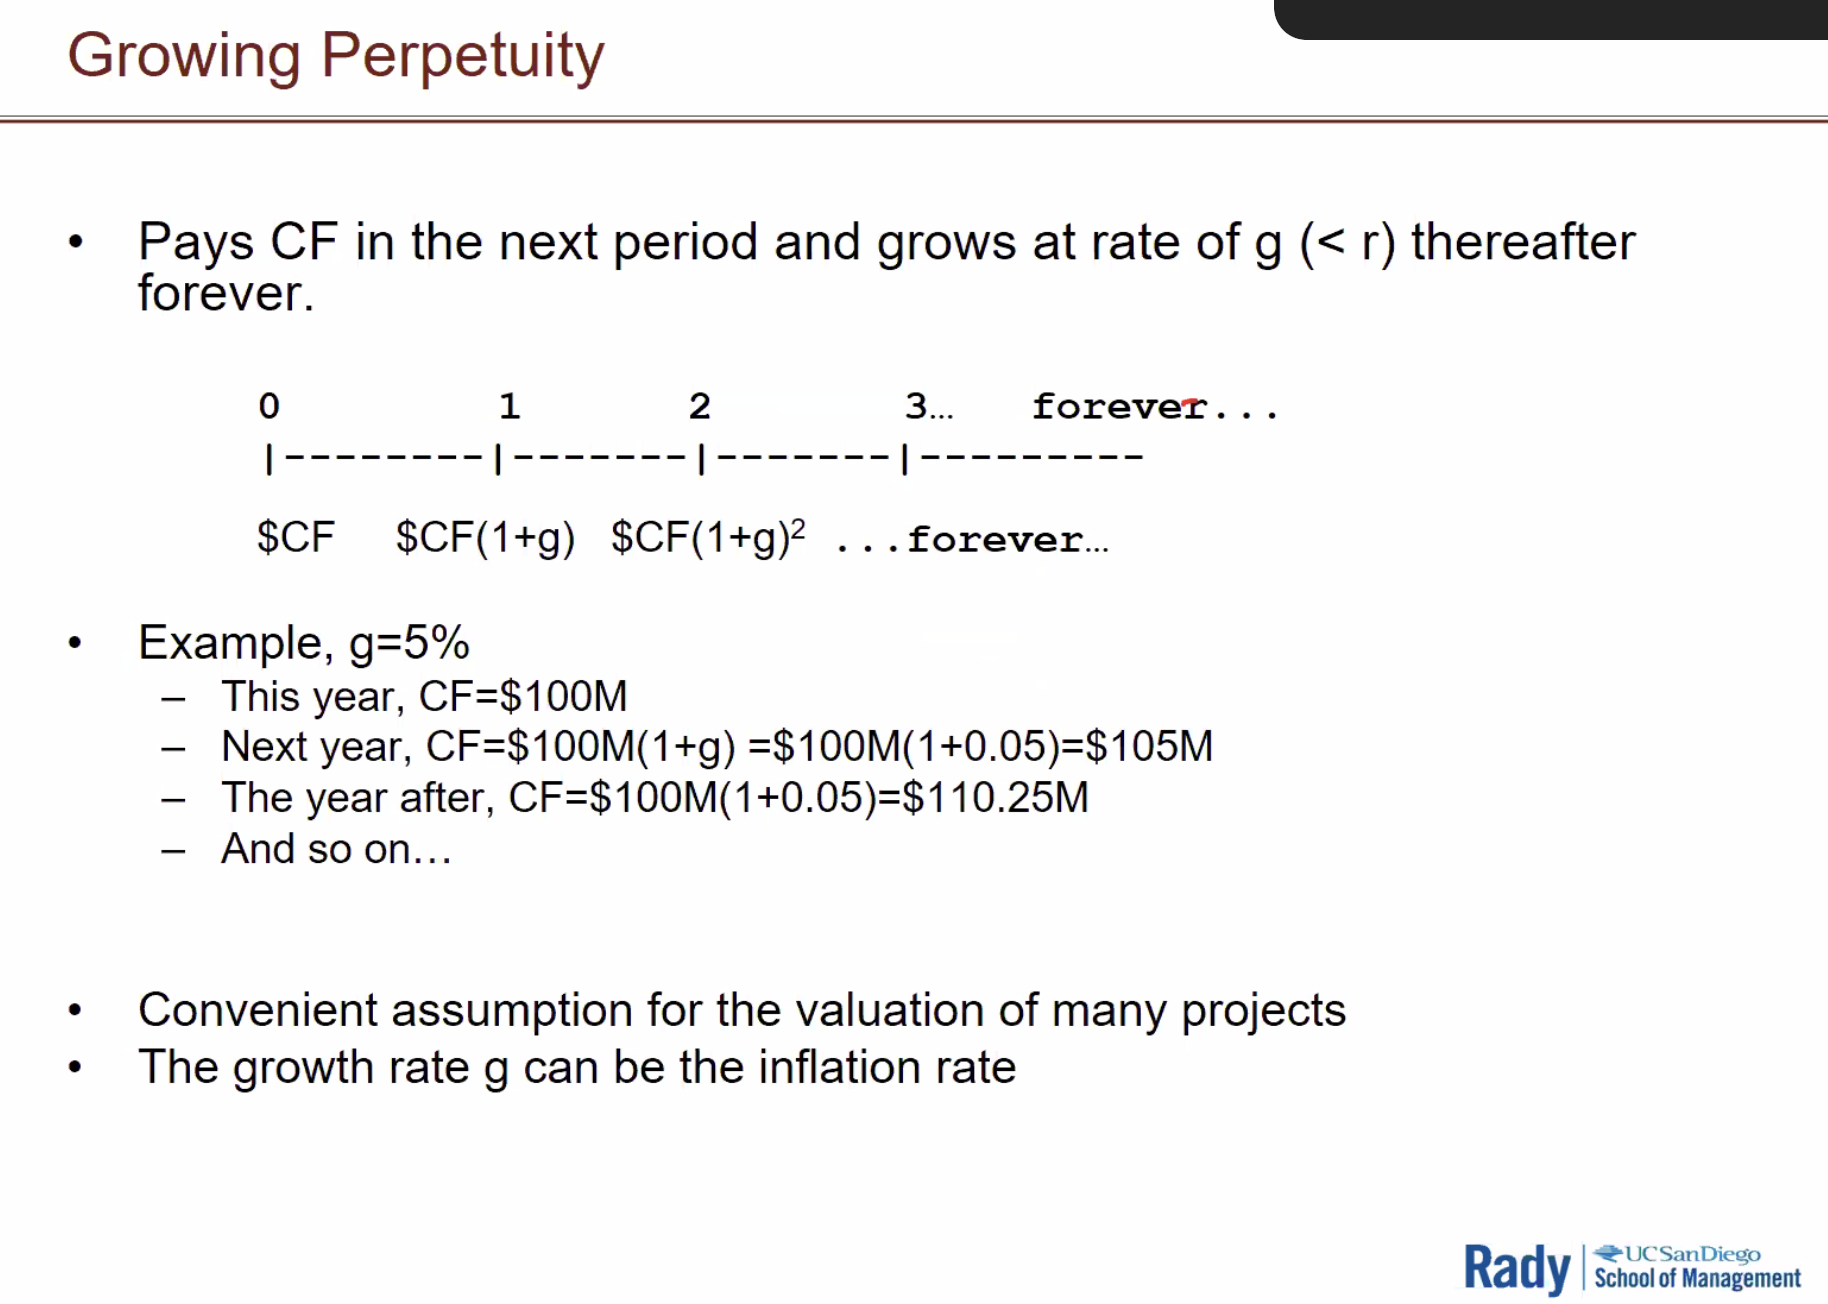 Growing Perpetuity
• Pays CF in the next period and grows at rate of g (< r) thereafter
forever.
0 1 2 3... forever...
|--------|-------|-------|---------
$CF $CF(1+g) $CF(1+g)² ...forever...
• Example, g=5%
– This year, CF=$100M
– Next year, CF=$100M(1+g) =$100M(1+0.05)=$105M
– The year after, CF=$100M(1+0.05)=$110.25M
– And so on…
• Convenient assumption for the valuation of many projects
• The growth rate g can be the inflation rate
Rady | UC San Diego
School of Management